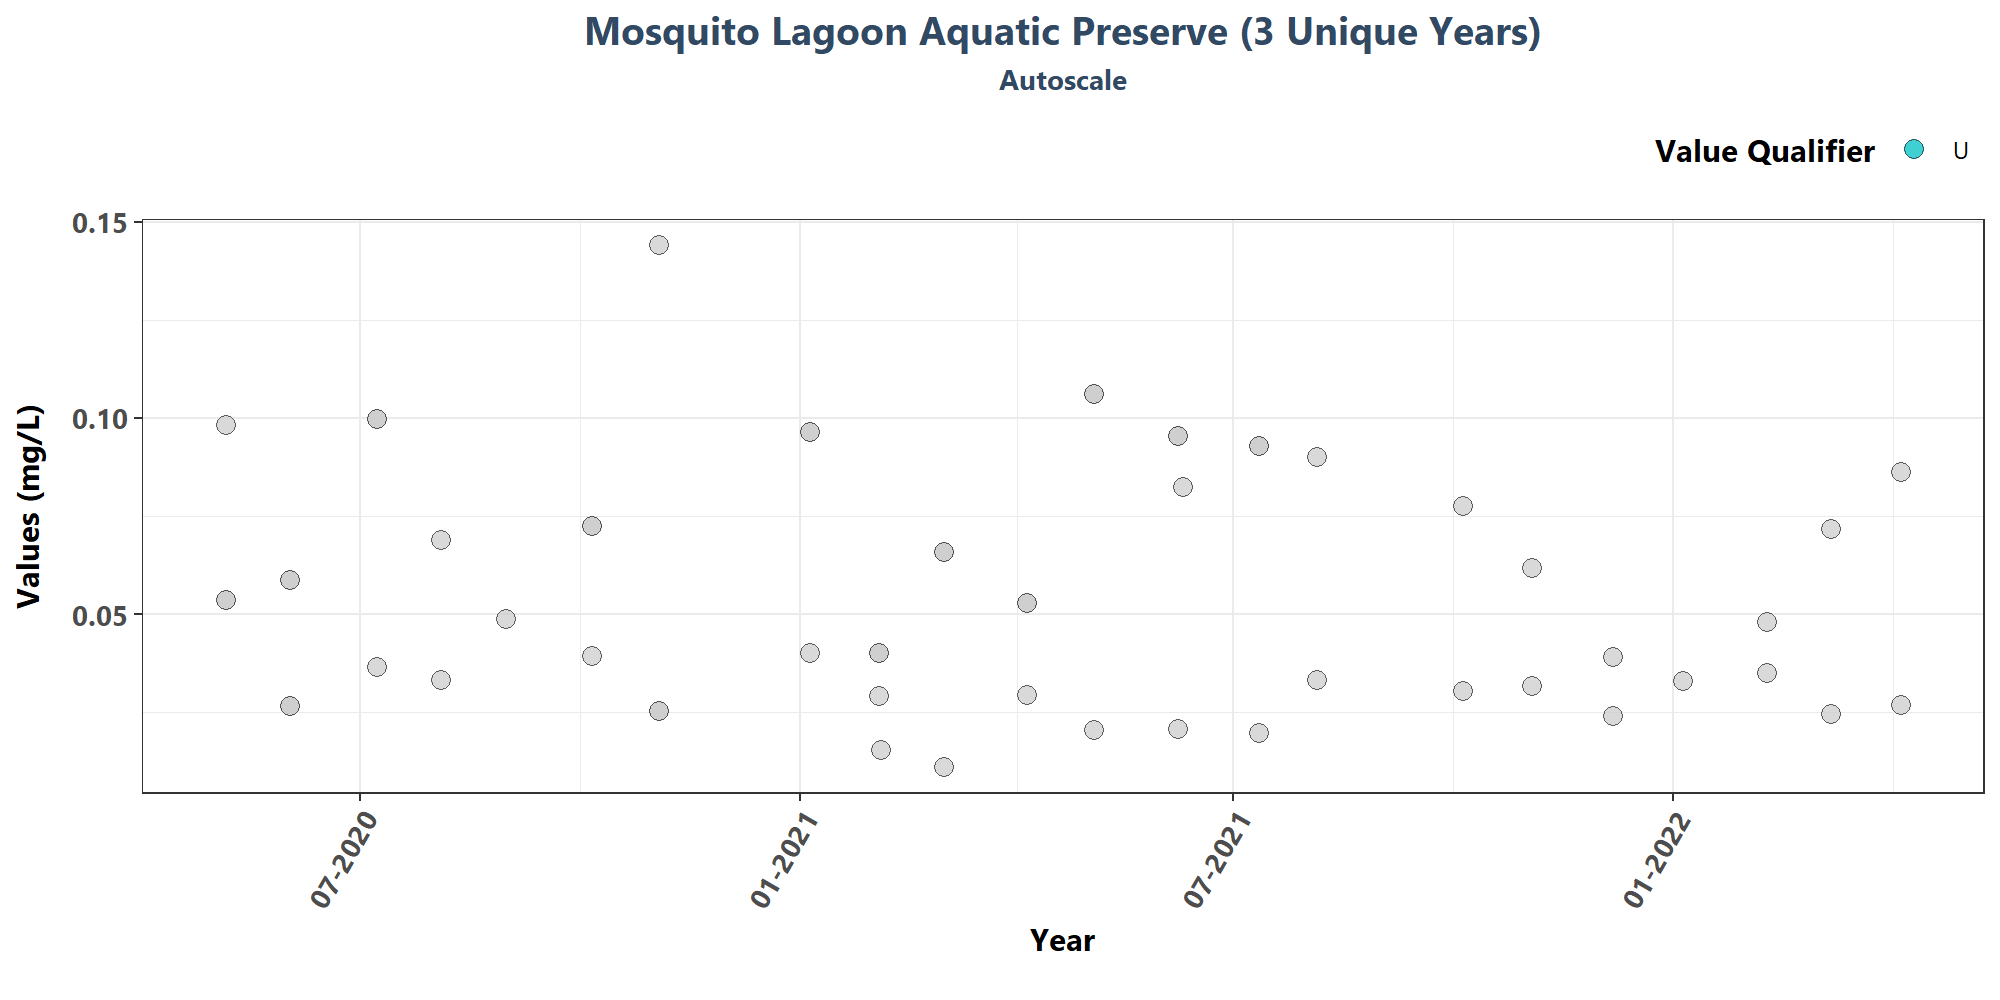 Mosquito Lagoon Aquatic Preserve (3 Unique Years)
Autoscale
Value Qualifier U
0.15
0.10
0.05
Values (mg/L)
07-2020
01-2021
07-2021
01-2022
Year